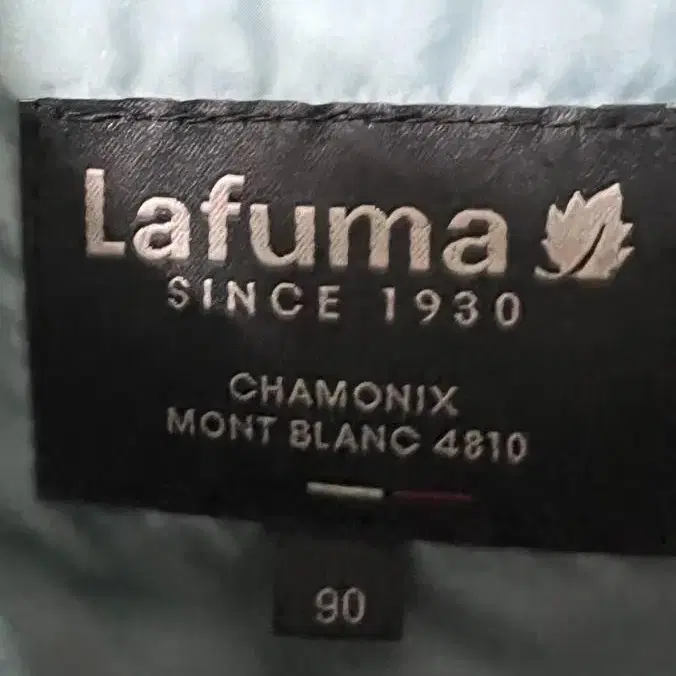 Lafuma
SINCE 1930
CHAMONIX
MONT BLANC 4810
90